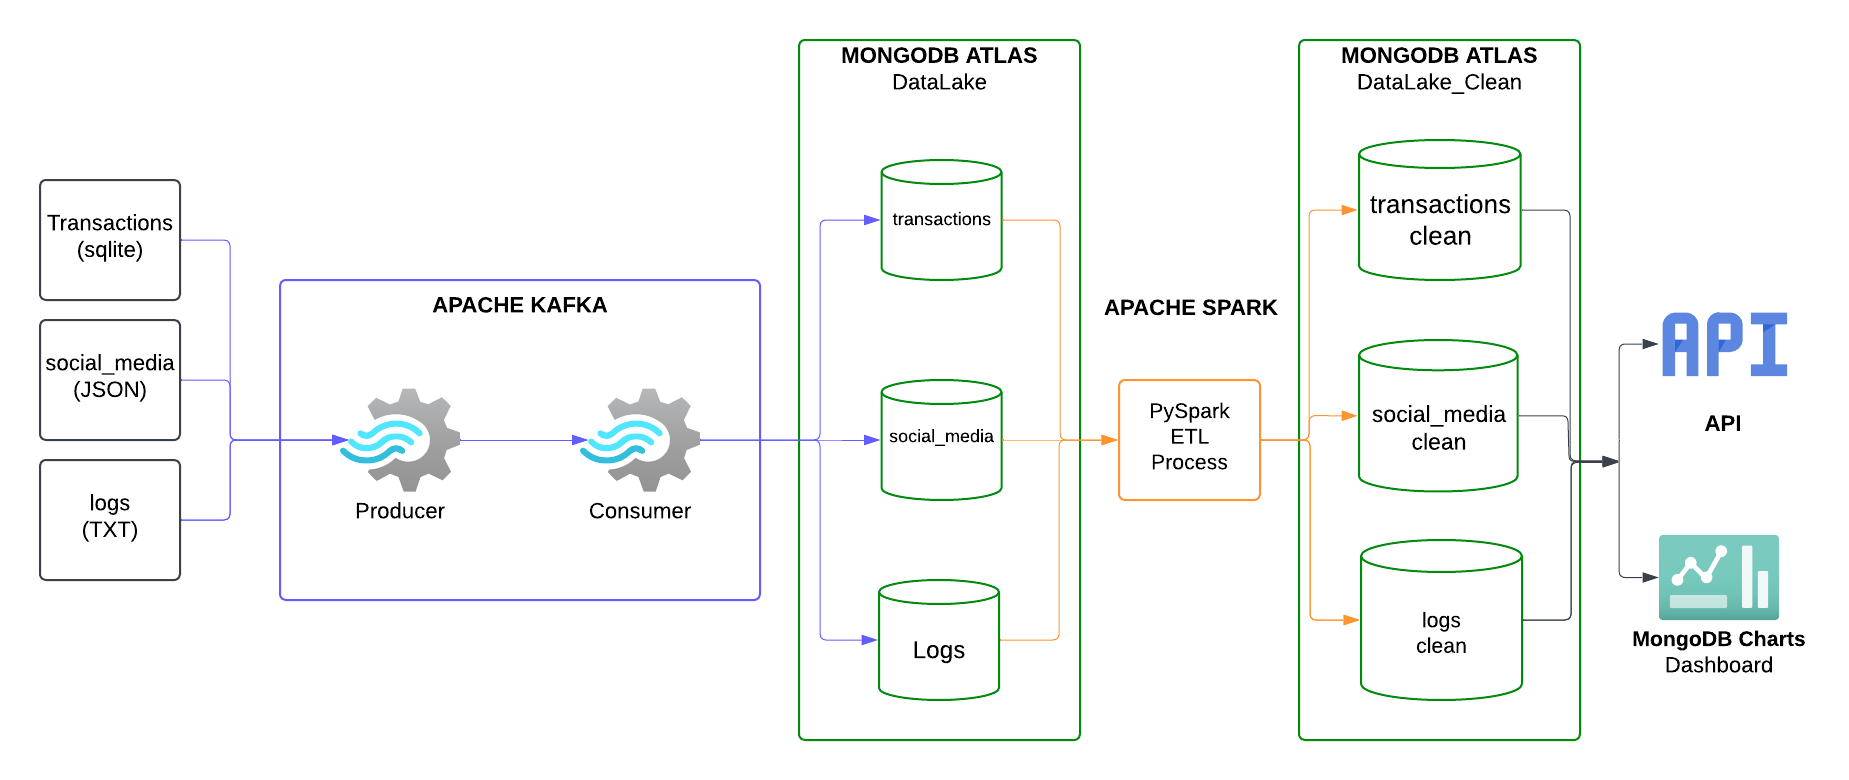 Transactions
(sqlite)
social_media
(JSON)
logs
(TXT)
APACHE KAFKA
Producer
Consumer
MONGODB ATLAS
DataLake
transactions
social_media
Logs
APACHE SPARK
PySpark
ETL
Process
MONGODB ATLAS
DataLake_Clean
transactions
clean
social_media
clean
logs
clean
API
API
MongoDB Charts
Dashboard